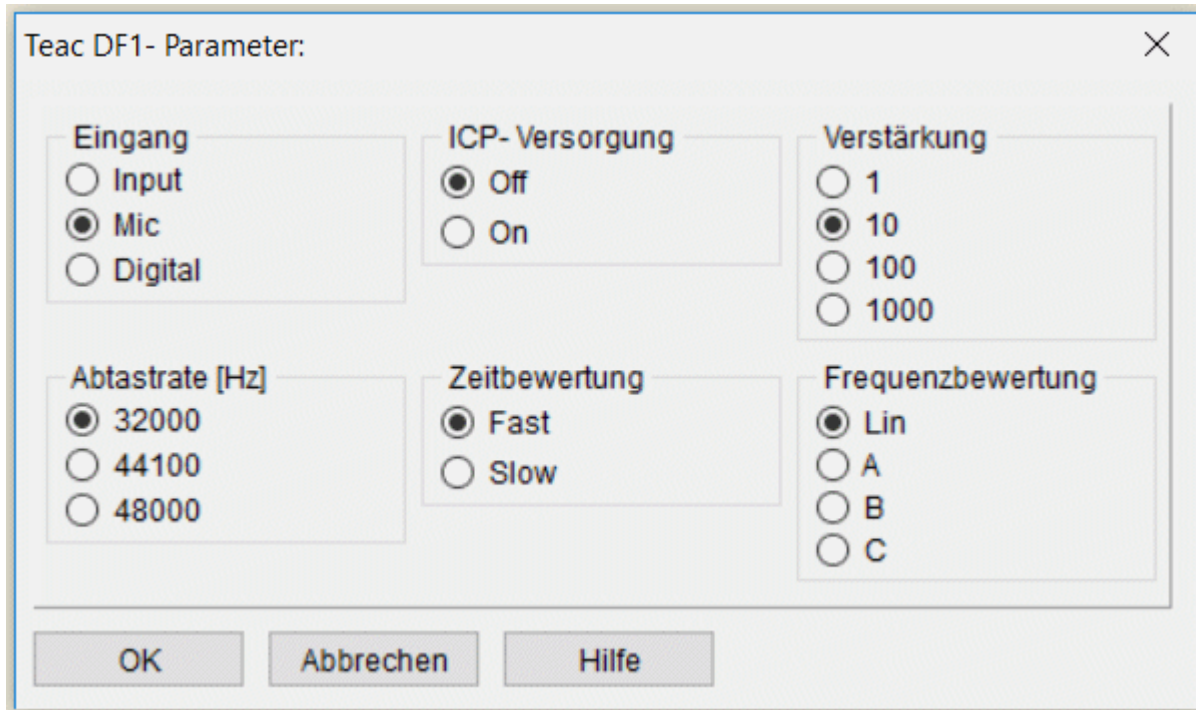 Teac DF1- Parameter:
Eingang
Input
Mic
Digital
ICP- Versorgung
Off
On
Verstärkung
1
10
100
1000
Abtastrate [Hz]
32000
44100
48000
Zeitbewertung
Fast
Slow
Frequenzbewertung
Lin
A
B
C
OK
Abbrechen
Hilfe